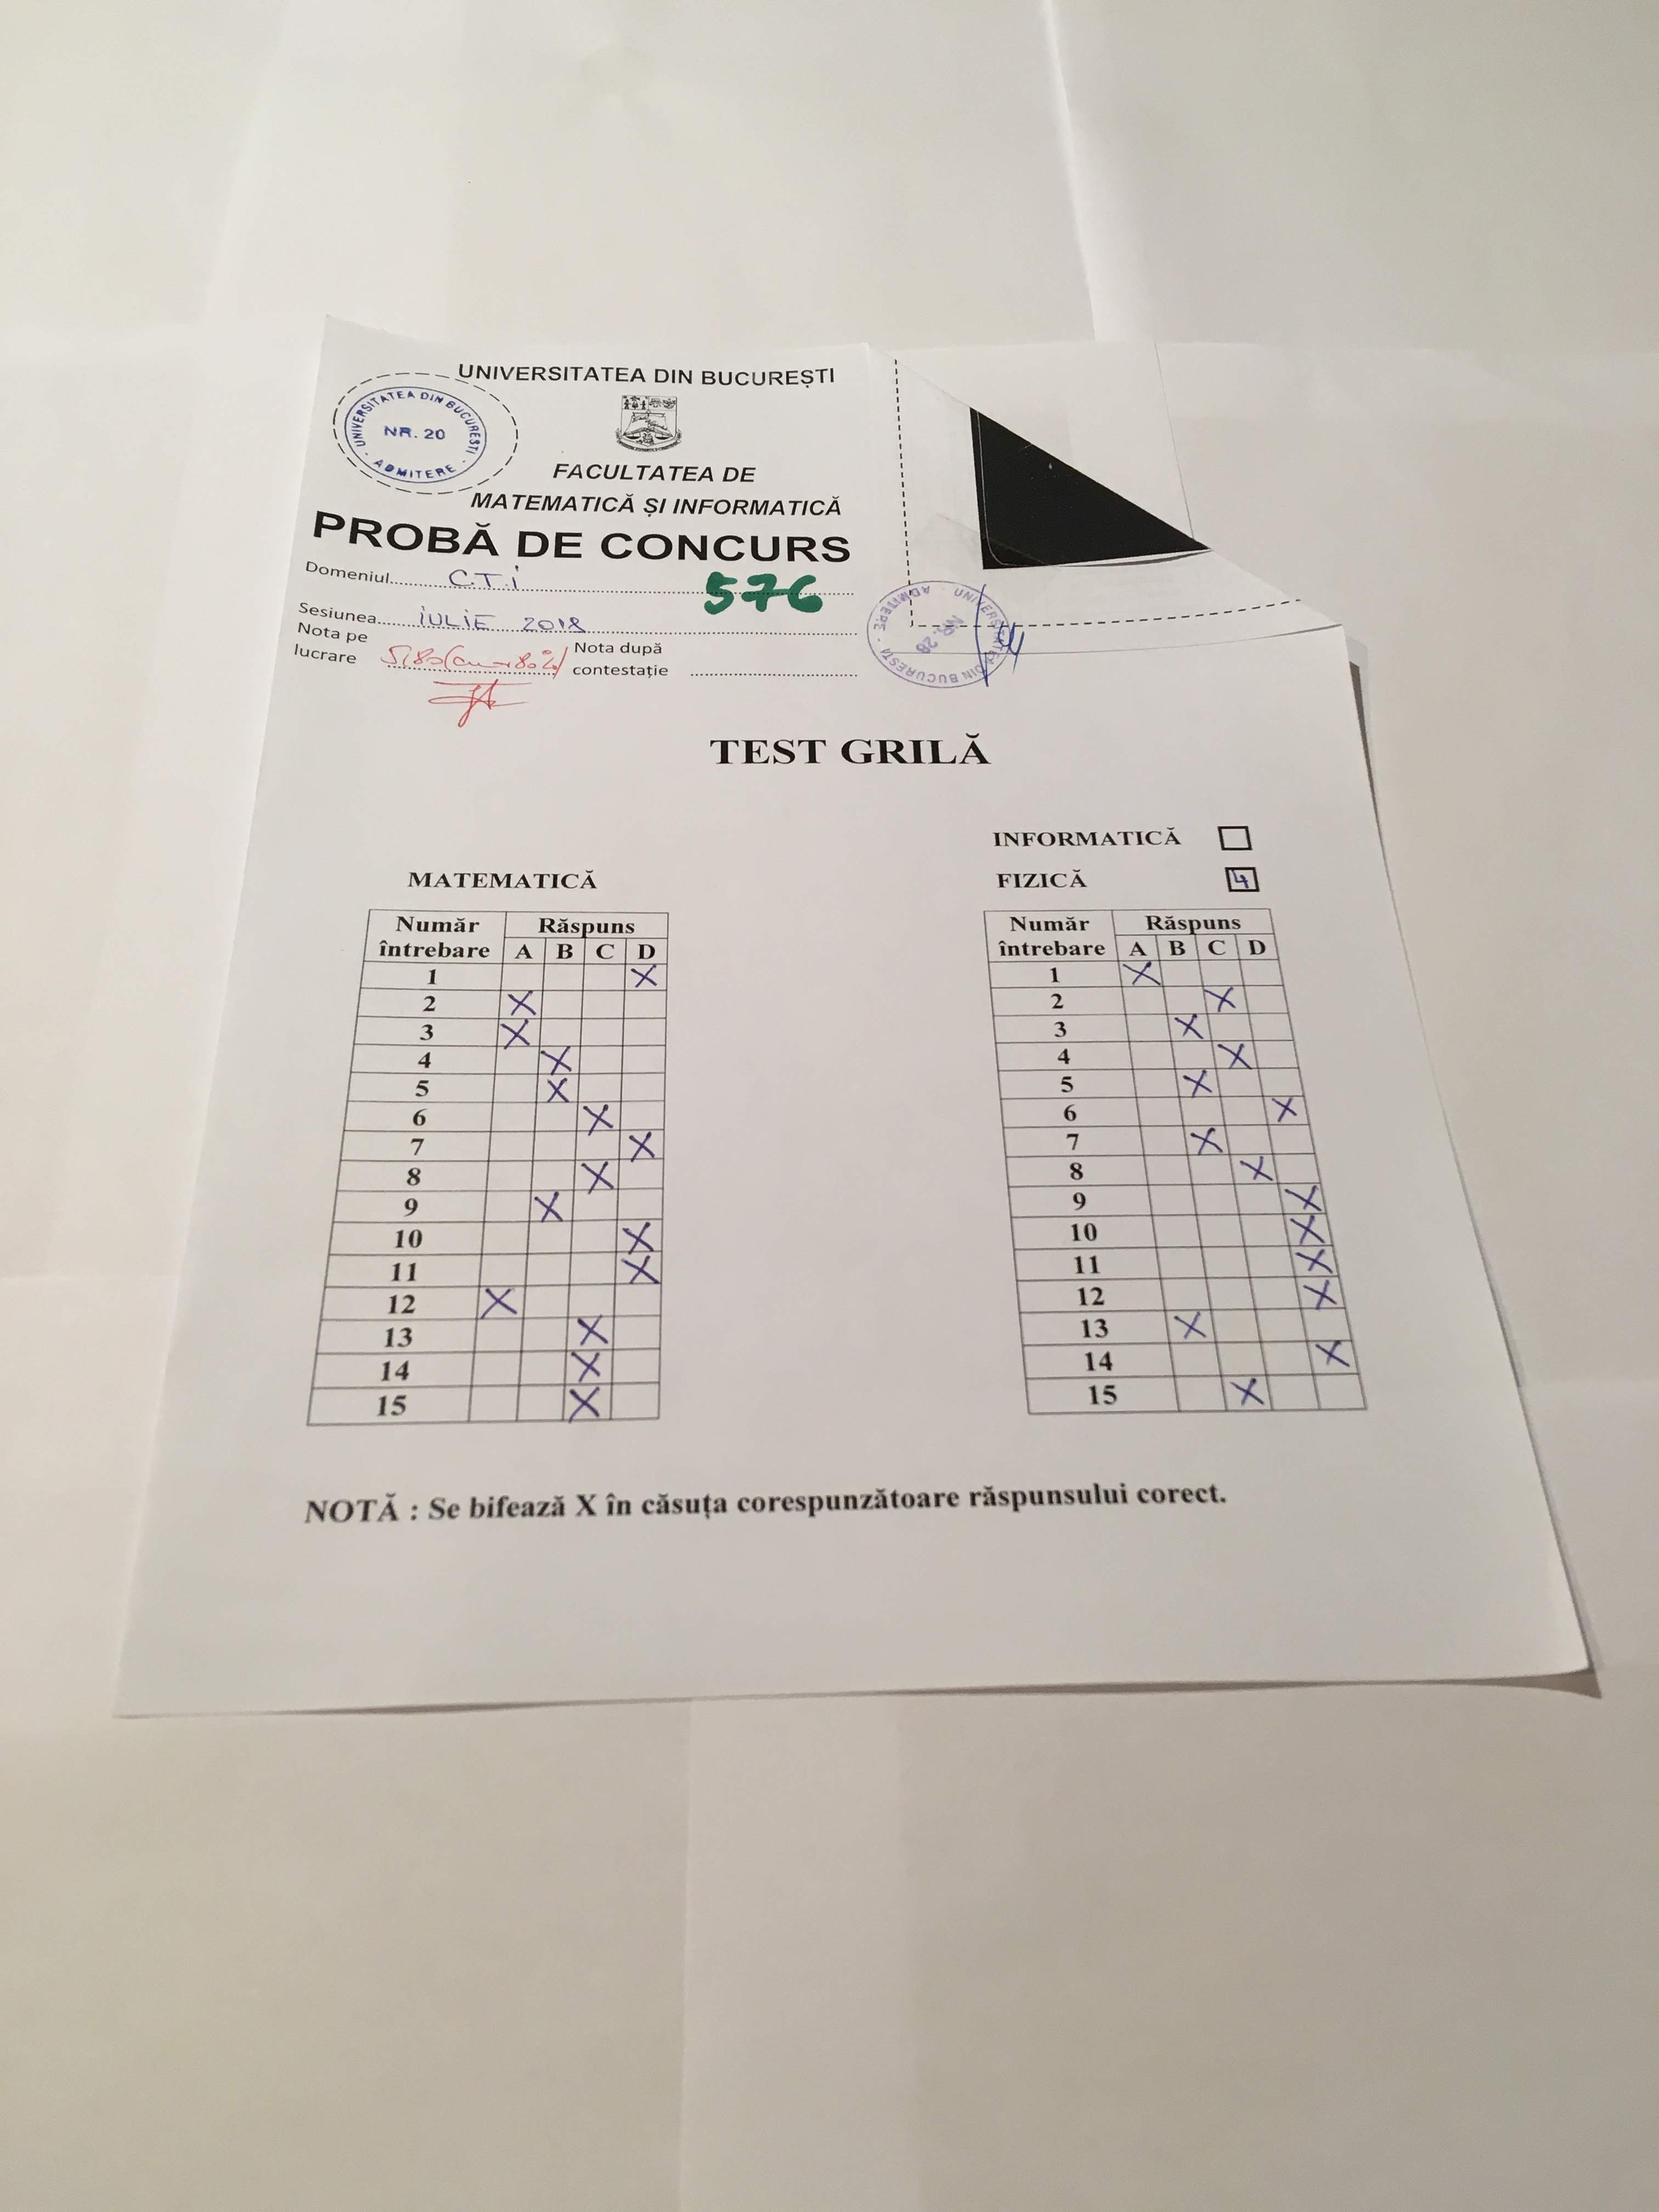 UNIVERSITATEA DIN BUCUREȘTI
UNIVERSITATEA DIN BUCURESTI
NR. 20
ADMITERE
FACULTATEA DE
MATEMATICĂ ȘI INFORMATICĂ
PROBĂ DE CONCURS
Domeniul C.T.i 576
Sesiunea iULiE 2018
Nota pe lucrare 5,80
Nota după contestație
UNIVERSITATEA DIN BUCURESTI
NR. 28
ADMITERE
TEST GRILĂ
INFORMATICĂ
MATEMATICĂ
FIZICĂ 4
Număr întrebare Răspuns
A B C D
1 X
2 X
3 X
4 X
5 X
6 X
7 X
8 X
9 X
10 X
11 X
12 X
13 X
14 X
15 X
Număr întrebare Răspuns
A B C D
1 X
2 X
3 X
4 X
5 X
6 X
7 X
8 X
9 X
10 X
11 X
12 X
13 X
14 X
15 X
NOTĂ : Se bifează X în căsuța corespunzătoare răspunsului corect.